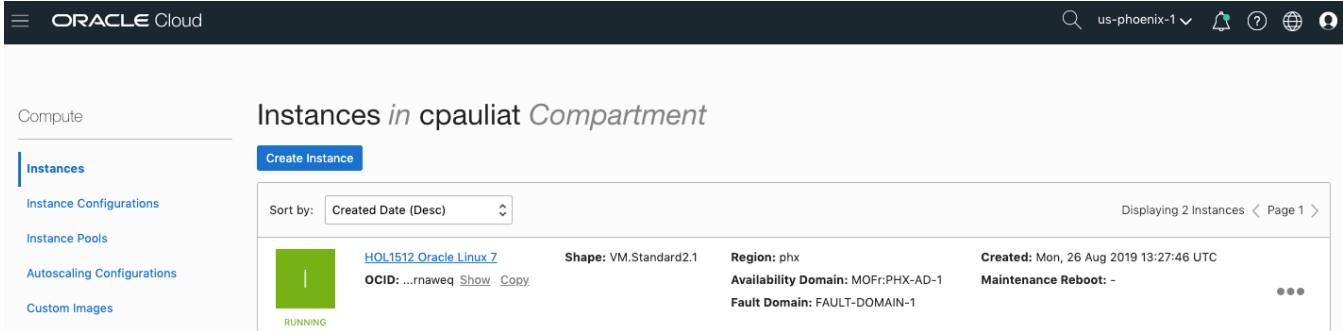 ORACLE Cloud
us-phoenix-1
Compute
Instances
Instance Configurations
Instance Pools
Autoscaling Configurations
Custom Images
Instances in cpauliat Compartment
Create Instance
Sort by: Created Date (Desc)
Displaying 2 Instances < Page 1 >
I
RUNNING
HOL1512 Oracle Linux 7
OCID: ...rnaweq Show Copy
Shape: VM.Standard2.1
Region: phx
Availability Domain: MOFr:PHX-AD-1
Fault Domain: FAULT-DOMAIN-1
Created: Mon, 26 Aug 2019 13:27:46 UTC
Maintenance Reboot: -